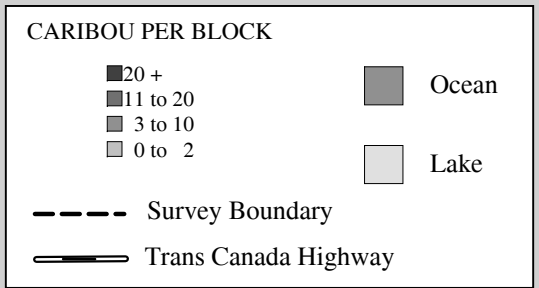 CARIBOU PER BLOCK
20 +
11 to 20
3 to 10
0 to 2
Ocean
Lake
Survey Boundary
Trans Canada Highway